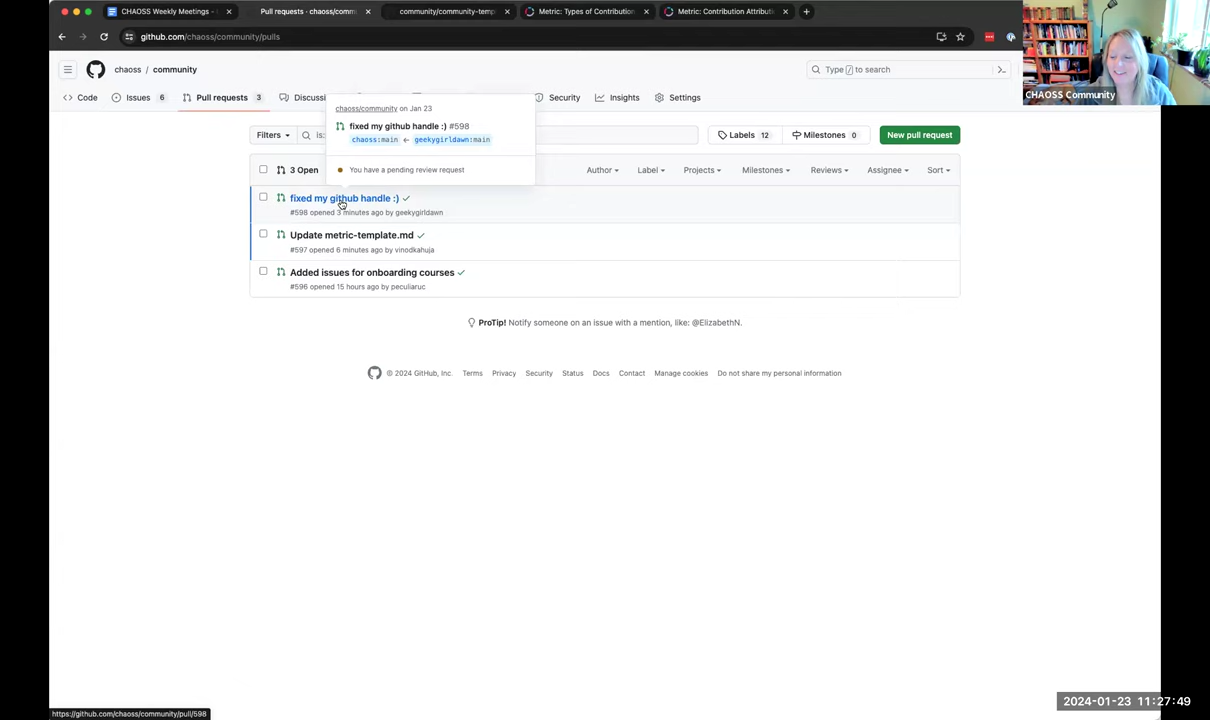 CHAOSS Weekly Meetings -
Pull requests · chaoss/comm
community/community-temp
Metric: Types of Contribution
Metric: Contribution Attributi
github.com/chaoss/community/pulls
chaoss / community
Type / to search
CHAOSS Community
Code
Issues 6
Pull requests 3
Discussi
Security
Insights
Settings
chaoss/community on Jan 23
fixed my github handle :) #598
chaoss:main ← geekygirldawn:main
You have a pending review request
Filters
is:
Labels 12
Milestones 0
New pull request
3 Open
Author
Label
Projects
Milestones
Reviews
Assignee
Sort
fixed my github handle :)
#598 opened 3 minutes ago by geekygirldawn
Update metric-template.md
#597 opened 6 minutes ago by vinodkahuja
Added issues for onboarding courses
#596 opened 15 hours ago by peculiaruc
ProTip! Notify someone on an issue with a mention, like: @ElizabethN.
© 2024 GitHub, Inc. Terms Privacy Security Status Docs Contact Manage cookies Do not share my personal information
https://github.com/chaoss/community/pull/598
2024-01-23 11:27:49